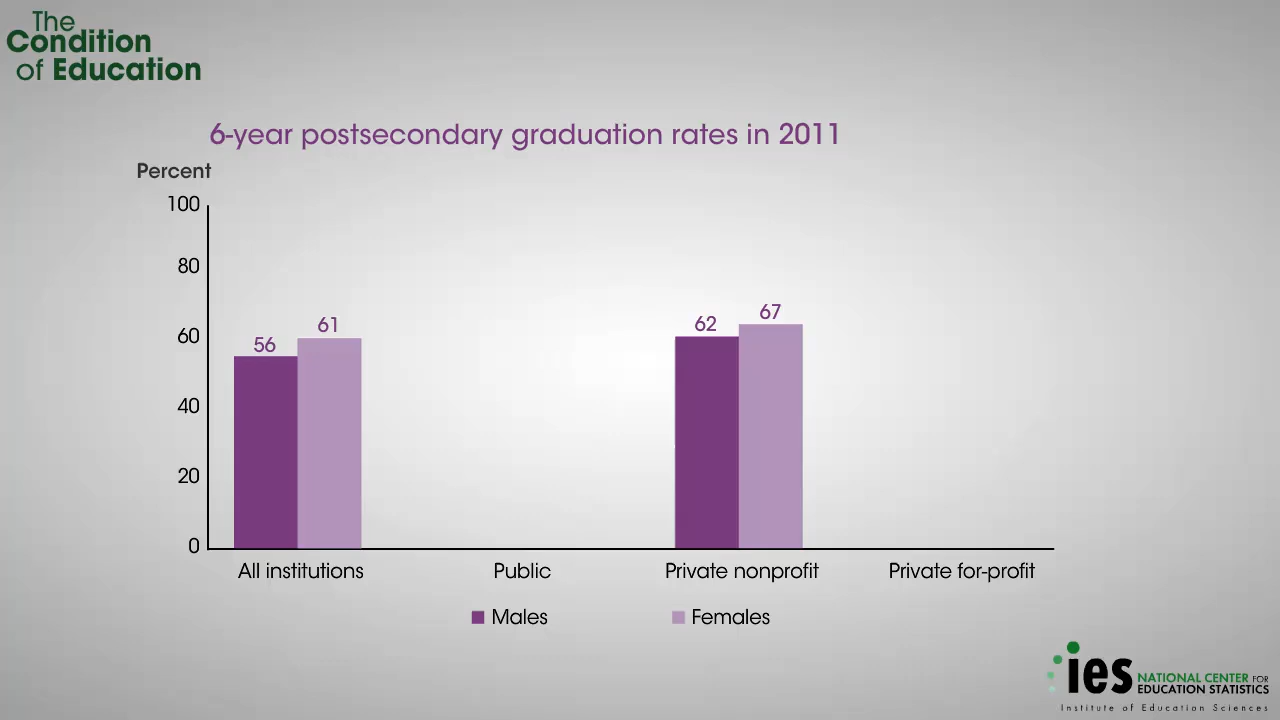 The
Condition
of Education
6-year postsecondary graduation rates in 2011
Percent
100
80
60
40
20
0
56
61
62
67
All institutions
Public
Private nonprofit
Private for-profit
Males
Females
ies NATIONAL CENTER FOR
EDUCATION STATISTICS
Institute of Education Sciences